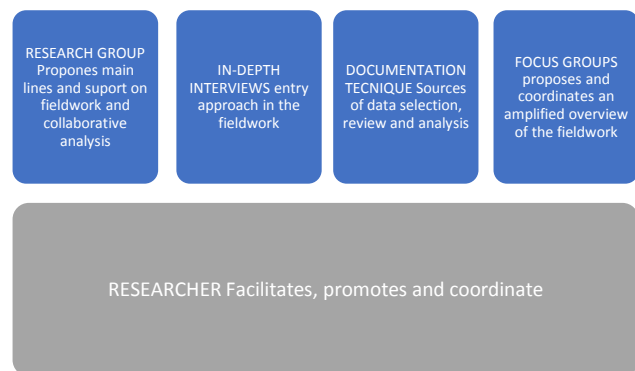 RESEARCH GROUP
Propones main
lines and suport on
fieldwork and
collaborative
analysis
IN-DEPTH
INTERVIEWS entry
approach in the
fieldwork
DOCUMENTATION
TECNIQUE Sources
of data selection,
review and analysis
FOCUS GROUPS
proposes and
coordinates an
amplified overview
of the fieldwork
RESEARCHER Facilitates, promotes and coordinate